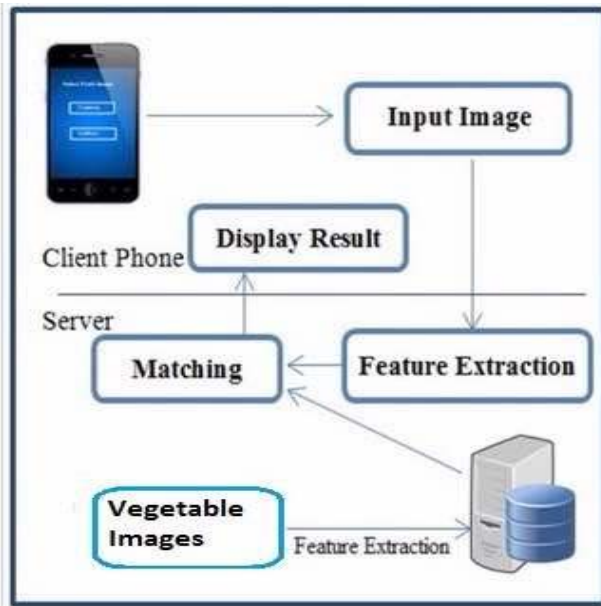 Input Image
Display Result
Client Phone
Server
Matching
Feature Extraction
Vegetable
Images
Feature Extraction